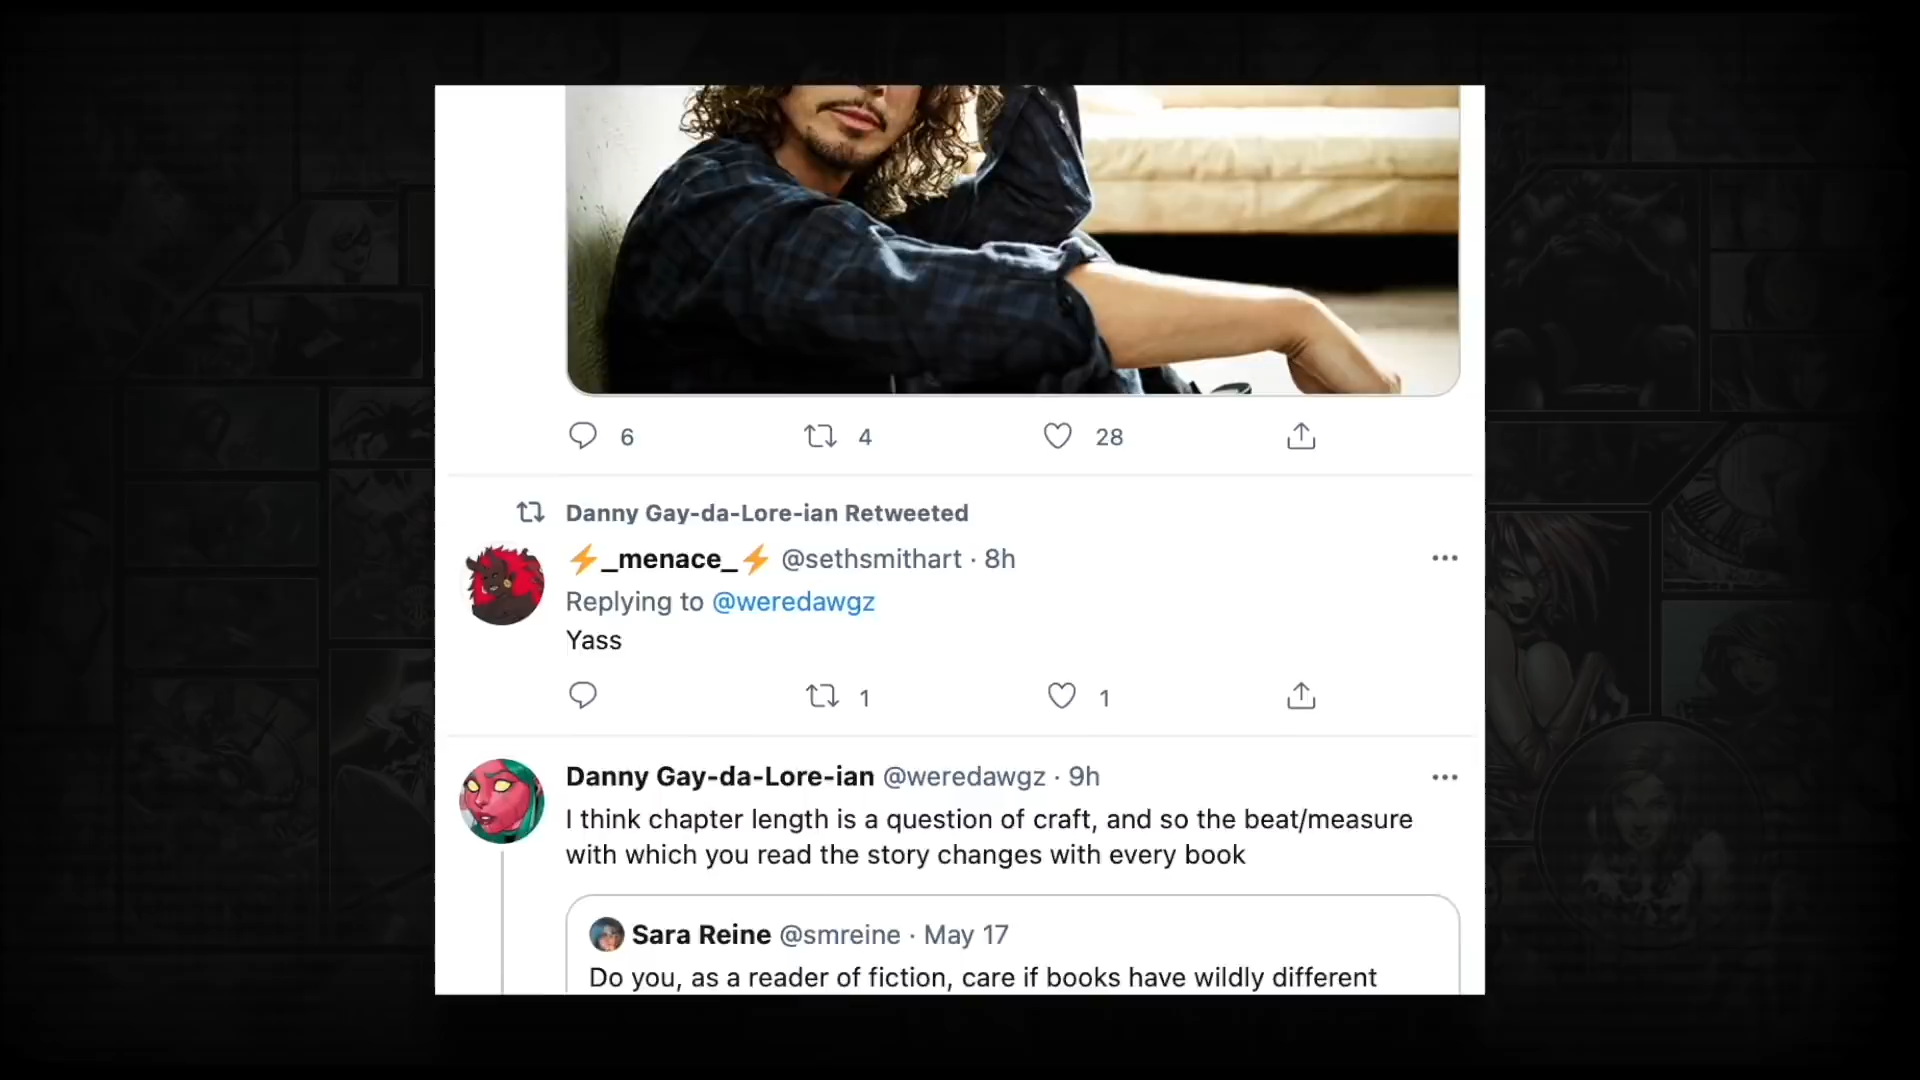 6 4 28
Danny Gay-da-Lore-ian Retweeted
⚡_menace_⚡ @sethsmithart · 8h
Replying to @weredawgz
Yass
1 1
Danny Gay-da-Lore-ian @weredawgz · 9h
I think chapter length is a question of craft, and so the beat/measure
with which you read the story changes with every book
Sara Reine @smreine · May 17
Do you, as a reader of fiction, care if books have wildly different